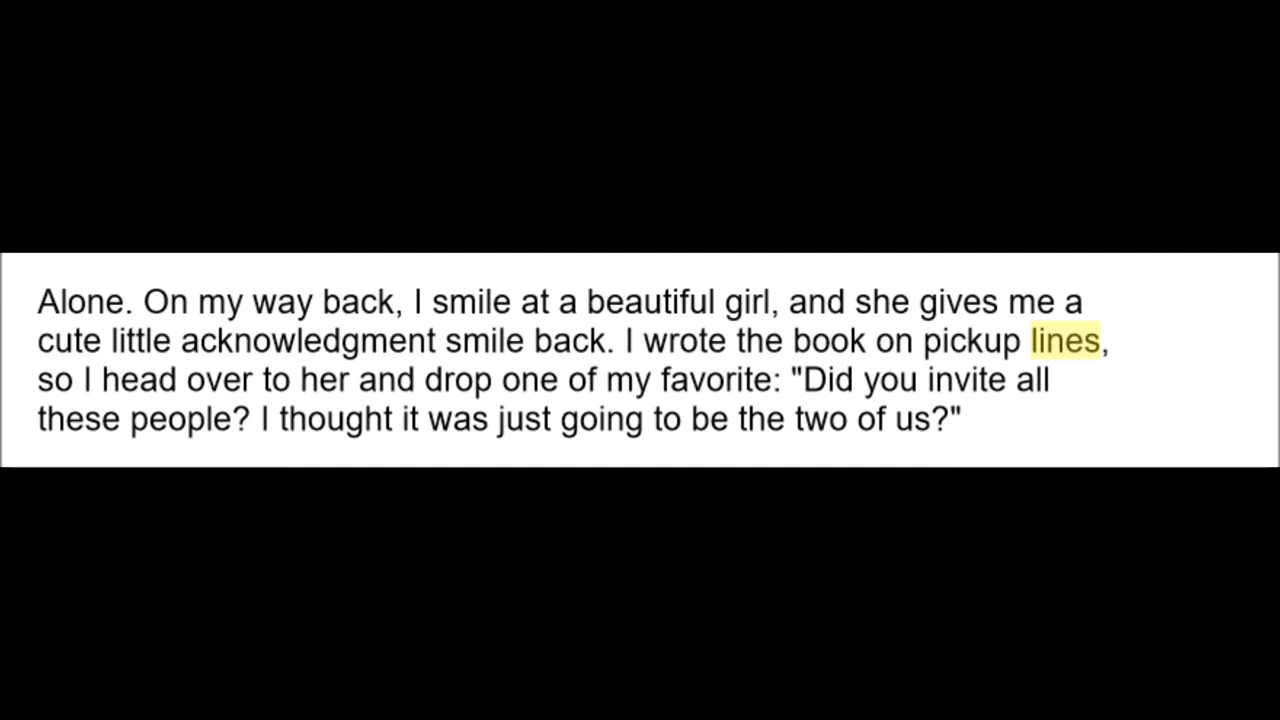 Alone. On my way back, I smile at a beautiful girl, and she gives me a
cute little acknowledgment smile back. I wrote the book on pickup lines,
so I head over to her and drop one of my favorite: "Did you invite all
these people? I thought it was just going to be the two of us?"